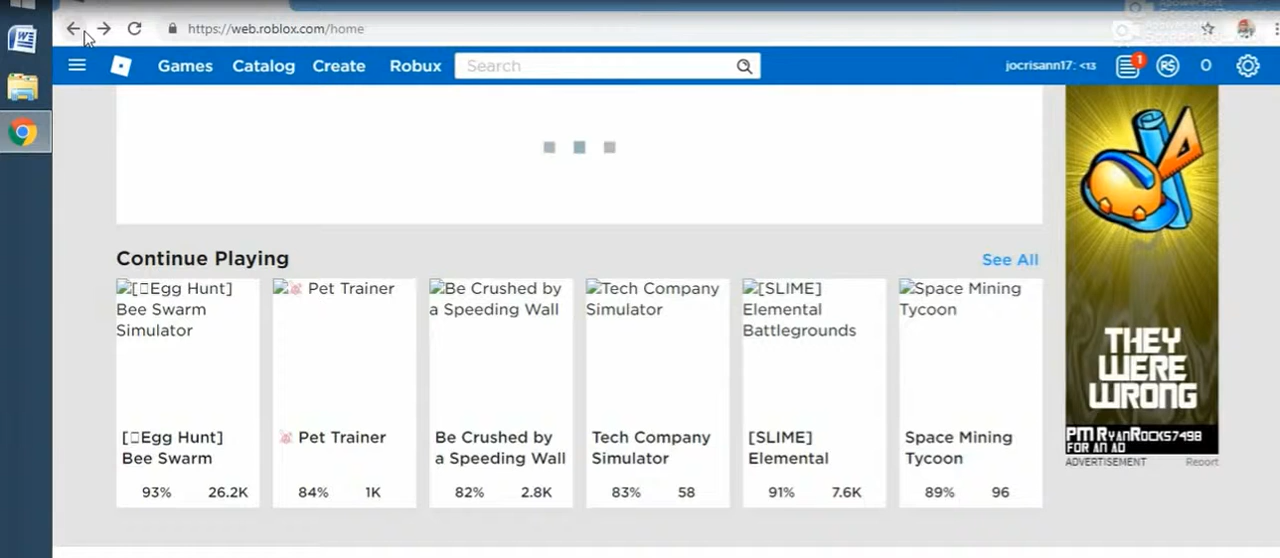 https://web.roblox.com/home
Games Catalog Create Robux Search jocrisann17: <13 1 R$ 0
Continue Playing See All
[▯Egg Hunt] Bee Swarm Simulator
Pet Trainer
Be Crushed by a Speeding Wall
Tech Company Simulator
[SLIME] Elemental Battlegrounds
Space Mining Tycoon
[▯Egg Hunt] Bee Swarm
Pet Trainer
Be Crushed by a Speeding Wall
Tech Company Simulator
[SLIME] Elemental
Space Mining Tycoon
93% 26.2K 84% 1K 82% 2.8K 83% 58 91% 7.6K 89% 96
THEY
WERE
WRONG
PM RYANROCKS7498
FOR AN AD
ADVERTISEMENT Report